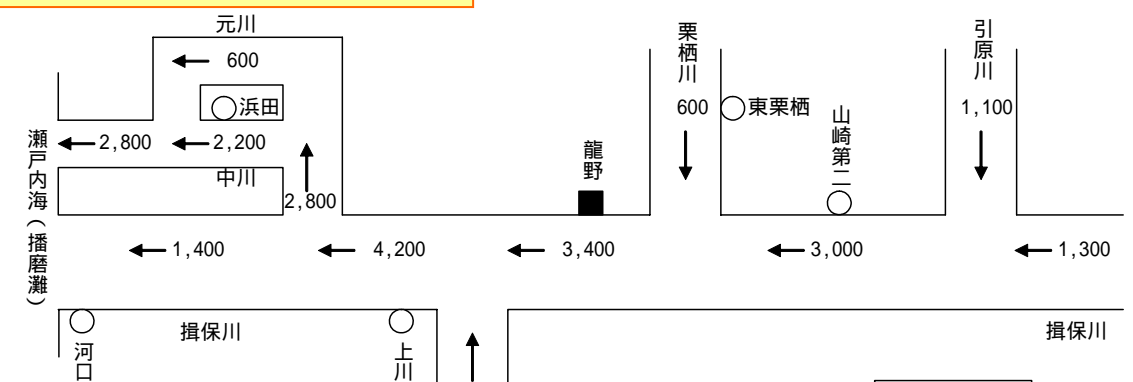 元川
600
浜田
2,800
2,200
中川
2,800
瀬戸内海(播磨灘)
龍野
栗栖川
600
東栗栖
山崎第二
引原川
1,100
1,400
4,200
3,400
3,000
1,300
揖保川
揖保川
河口
上川